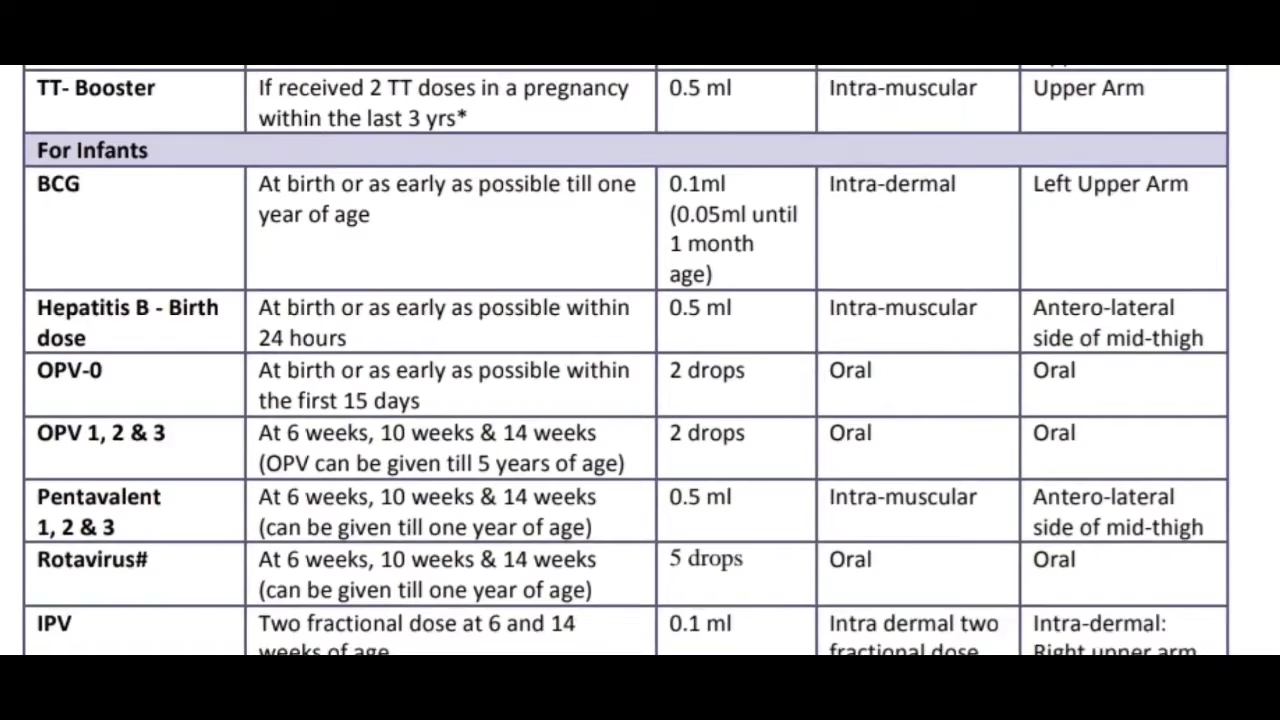 TT- Booster
If received 2 TT doses in a pregnancy
within the last 3 yrs*
0.5 ml
Intra-muscular
Upper Arm
For Infants
BCG
At birth or as early as possible till one
year of age
0.1ml
(0.05ml until
1 month
age)
Intra-dermal
Left Upper Arm
Hepatitis B - Birth
dose
At birth or as early as possible within
24 hours
0.5 ml
Intra-muscular
Antero-lateral
side of mid-thigh
OPV-0
At birth or as early as possible within
the first 15 days
2 drops
Oral
Oral
OPV 1, 2 & 3
At 6 weeks, 10 weeks & 14 weeks
(OPV can be given till 5 years of age)
2 drops
Oral
Oral
Pentavalent
1, 2 & 3
At 6 weeks, 10 weeks & 14 weeks
(can be given till one year of age)
0.5 ml
Intra-muscular
Antero-lateral
side of mid-thigh
Rotavirus#
At 6 weeks, 10 weeks & 14 weeks
(can be given till one year of age)
5 drops
Oral
Oral
IPV
Two fractional dose at 6 and 14
weeks of age
0.1 ml
Intra dermal two
fractional dose
Intra-dermal:
Right upper arm